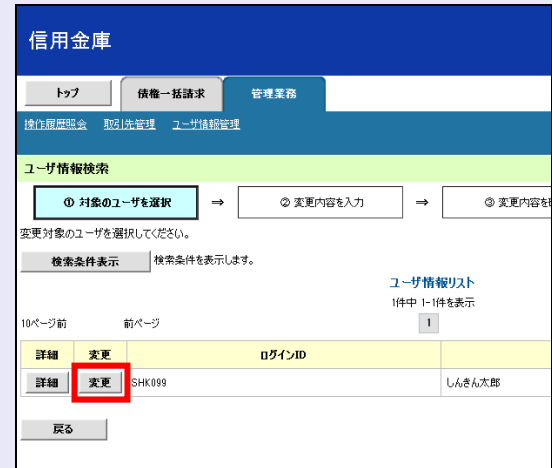 信用金庫
トップ 債権一括請求 管理業務
操作履歴照会 取引先管理 ユーザ情報管理
ユーザ情報検索
① 対象のユーザを選択 ⇒ ② 変更内容を入力 ⇒ ③ 変更内容を
変更対象のユーザを選択してください。
検索条件表示 検索条件を表示します。
ユーザ情報リスト
1件中 1-1件を表示
10ページ前 前ページ 1
詳細 変更 ログインID
詳細 変更 SHK099 しんきん太郎
戻る